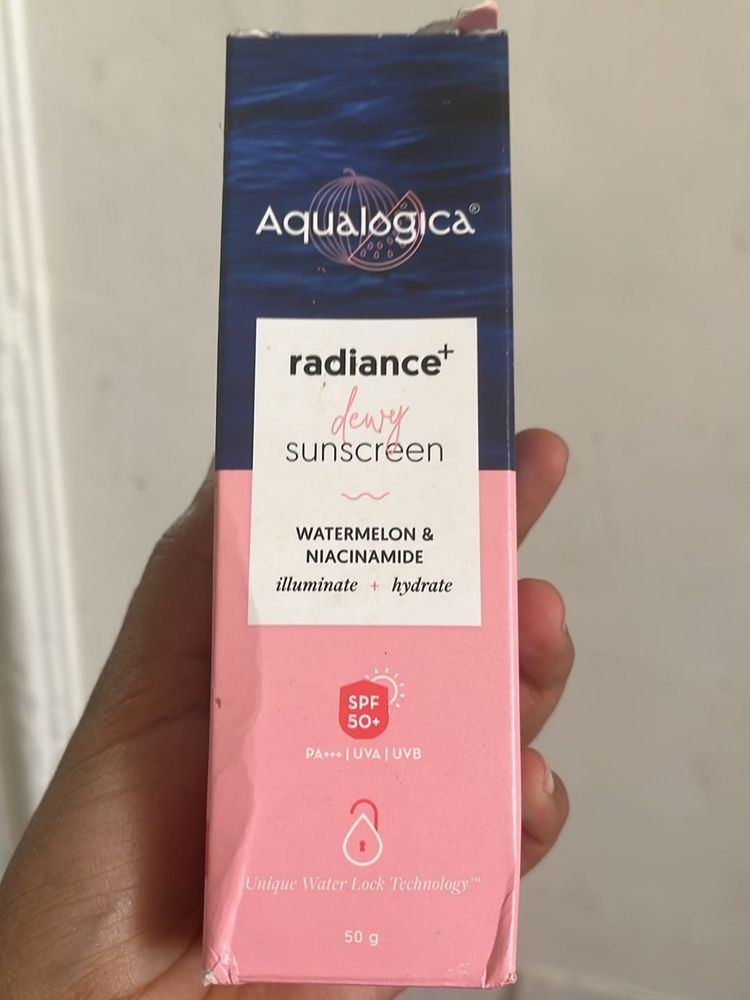 Aqualogica®
radiance+
dewy
sunscreen
WATERMELON &
NIACINAMIDE
illuminate + hydrate
SPF
50+
PA+++ | UVA | UVB
Unique Water Lock Technology™
50 g